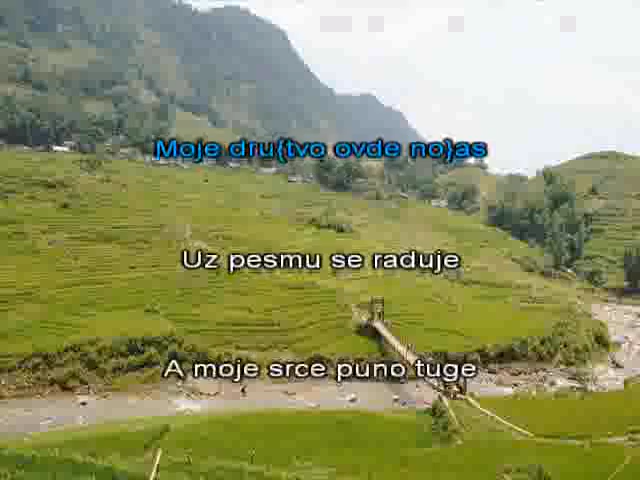 Moje dru{tvo ovde no}as
Uz pesmu se raduje
A moje srce puno tuge